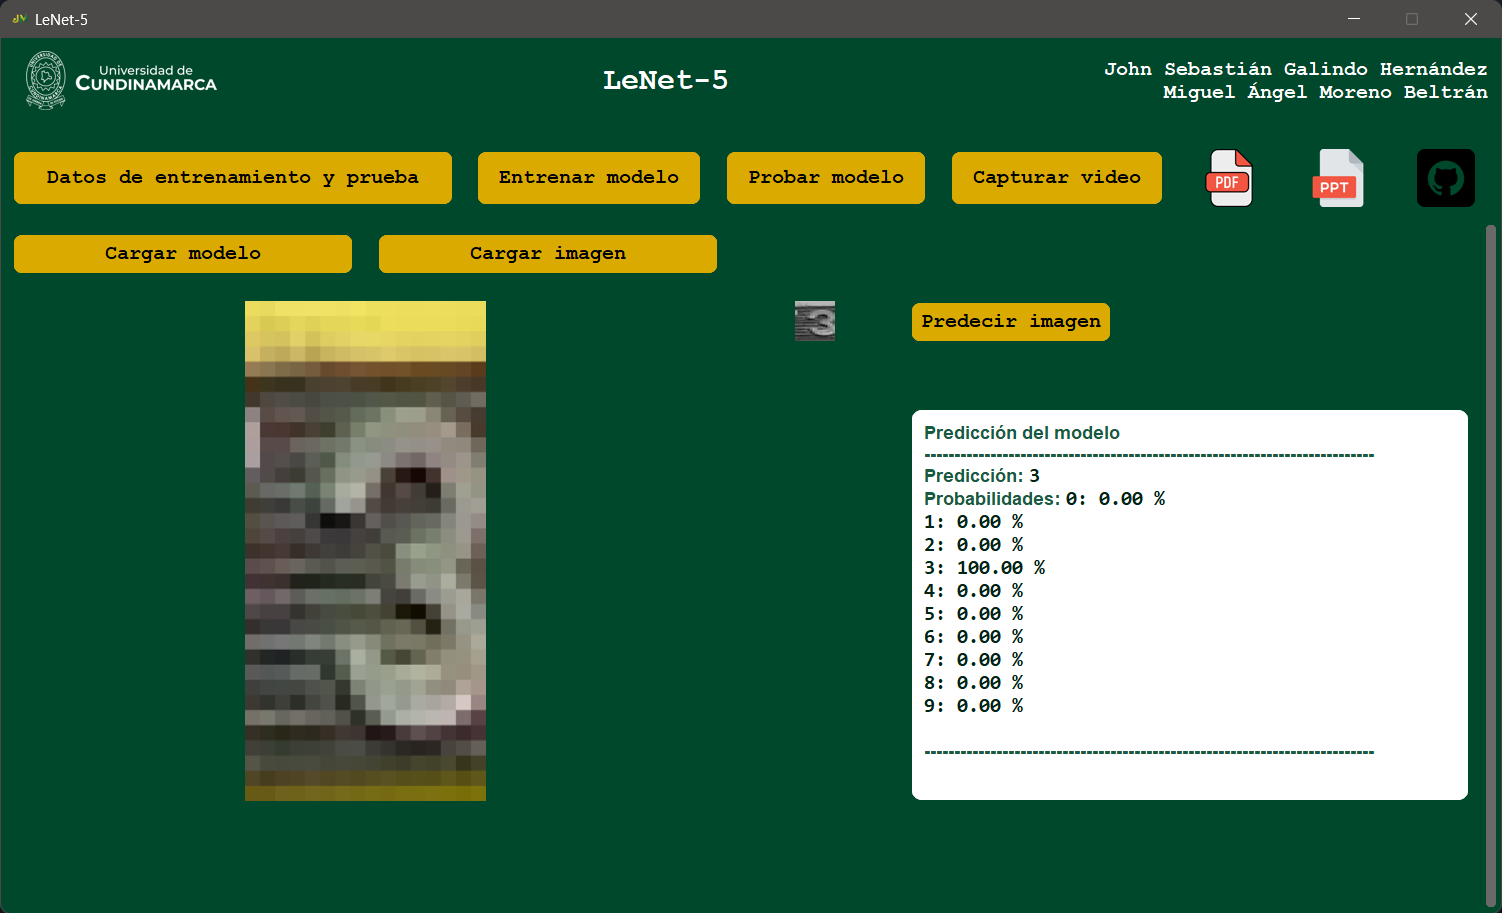 LeNet-5
Universidad de
CUNDINAMARCA
LeNet-5
John Sebastián Galindo Hernández
Miguel Ángel Moreno Beltrán
Datos de entrenamiento y prueba
Entrenar modelo
Probar modelo
Capturar video
PDF
PPT
Cargar modelo
Cargar imagen
3
Predecir imagen
Predicción del modelo
Predicción: 3
Probabilidades: 0: 0.00 %
1: 0.00 %
2: 0.00 %
3: 100.00 %
4: 0.00 %
5: 0.00 %
6: 0.00 %
7: 0.00 %
8: 0.00 %
9: 0.00 %